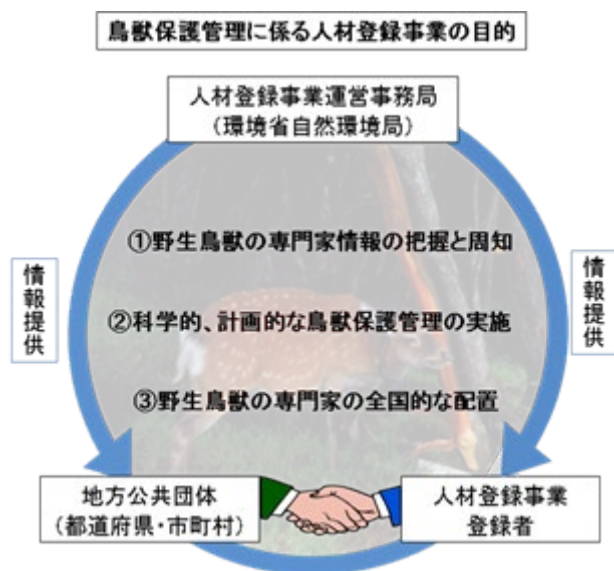 鳥獣保護管理に係る人材登録事業の目的
人材登録事業運営事務局
（環境省自然環境局）
①野生鳥獣の専門家情報の把握と周知
情報提供
情報提供
②科学的、計画的な鳥獣保護管理の実施
③野生鳥獣の専門家の全国的な配置
地方公共団体
（都道府県・市町村）
人材登録事業
登録者